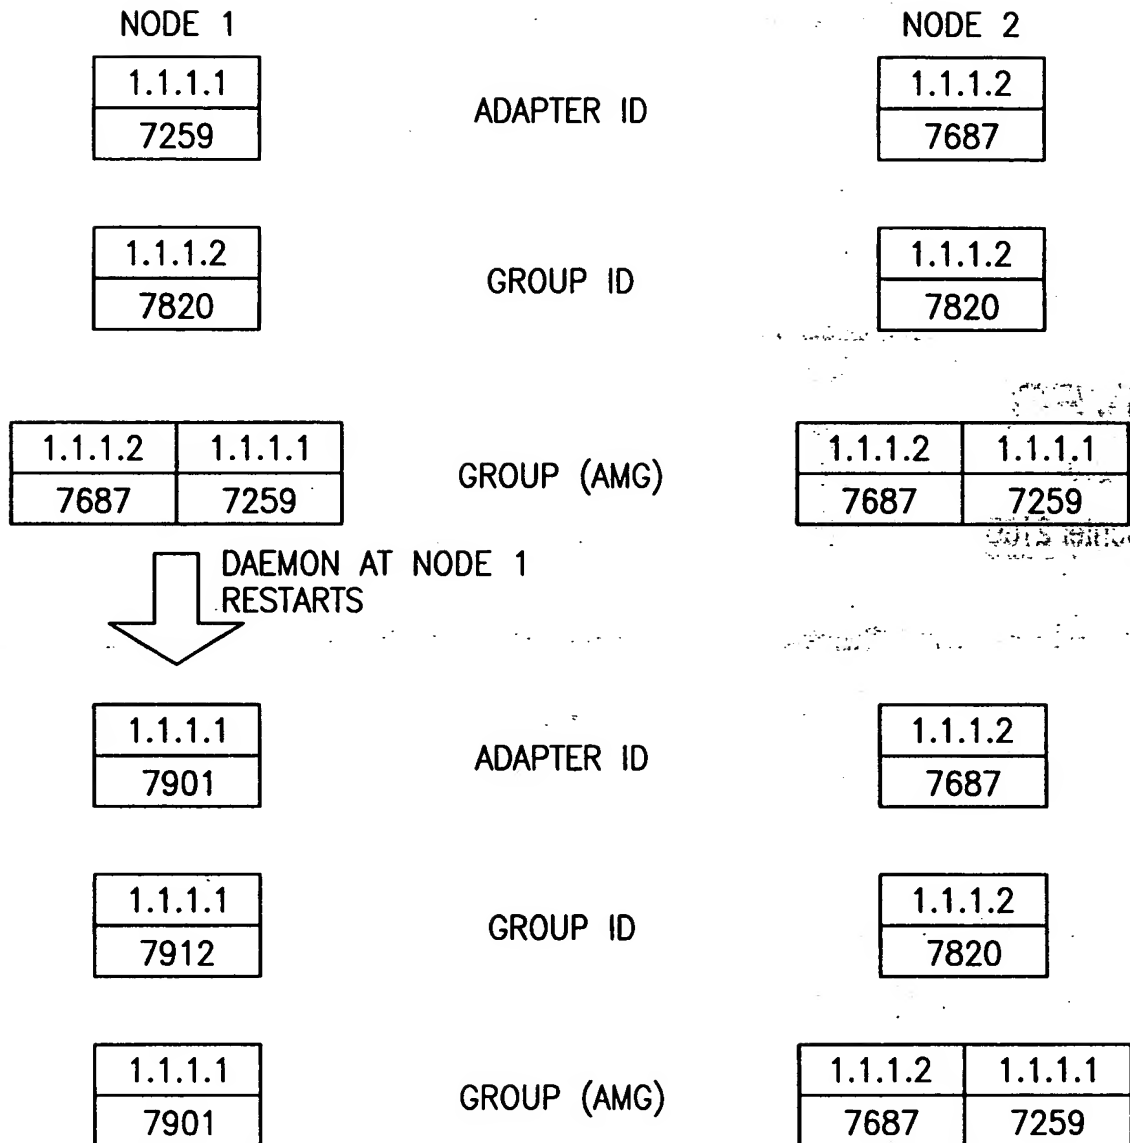 NODE 1 NODE 2
1.1.1.1 1.1.1.2
7259 ADAPTER ID 7687
1.1.1.2 1.1.1.2
7820 GROUP ID 7820
1.1.1.2 1.1.1.1 1.1.1.2 1.1.1.1
7687 7259 GROUP (AMG) 7687 7259
DAEMON AT NODE 1
RESTARTS
1.1.1.1 1.1.1.2
7901 ADAPTER ID 7687
1.1.1.1 1.1.1.2
7912 GROUP ID 7820
1.1.1.1 1.1.1.2 1.1.1.1
7901 GROUP (AMG) 7687 7259